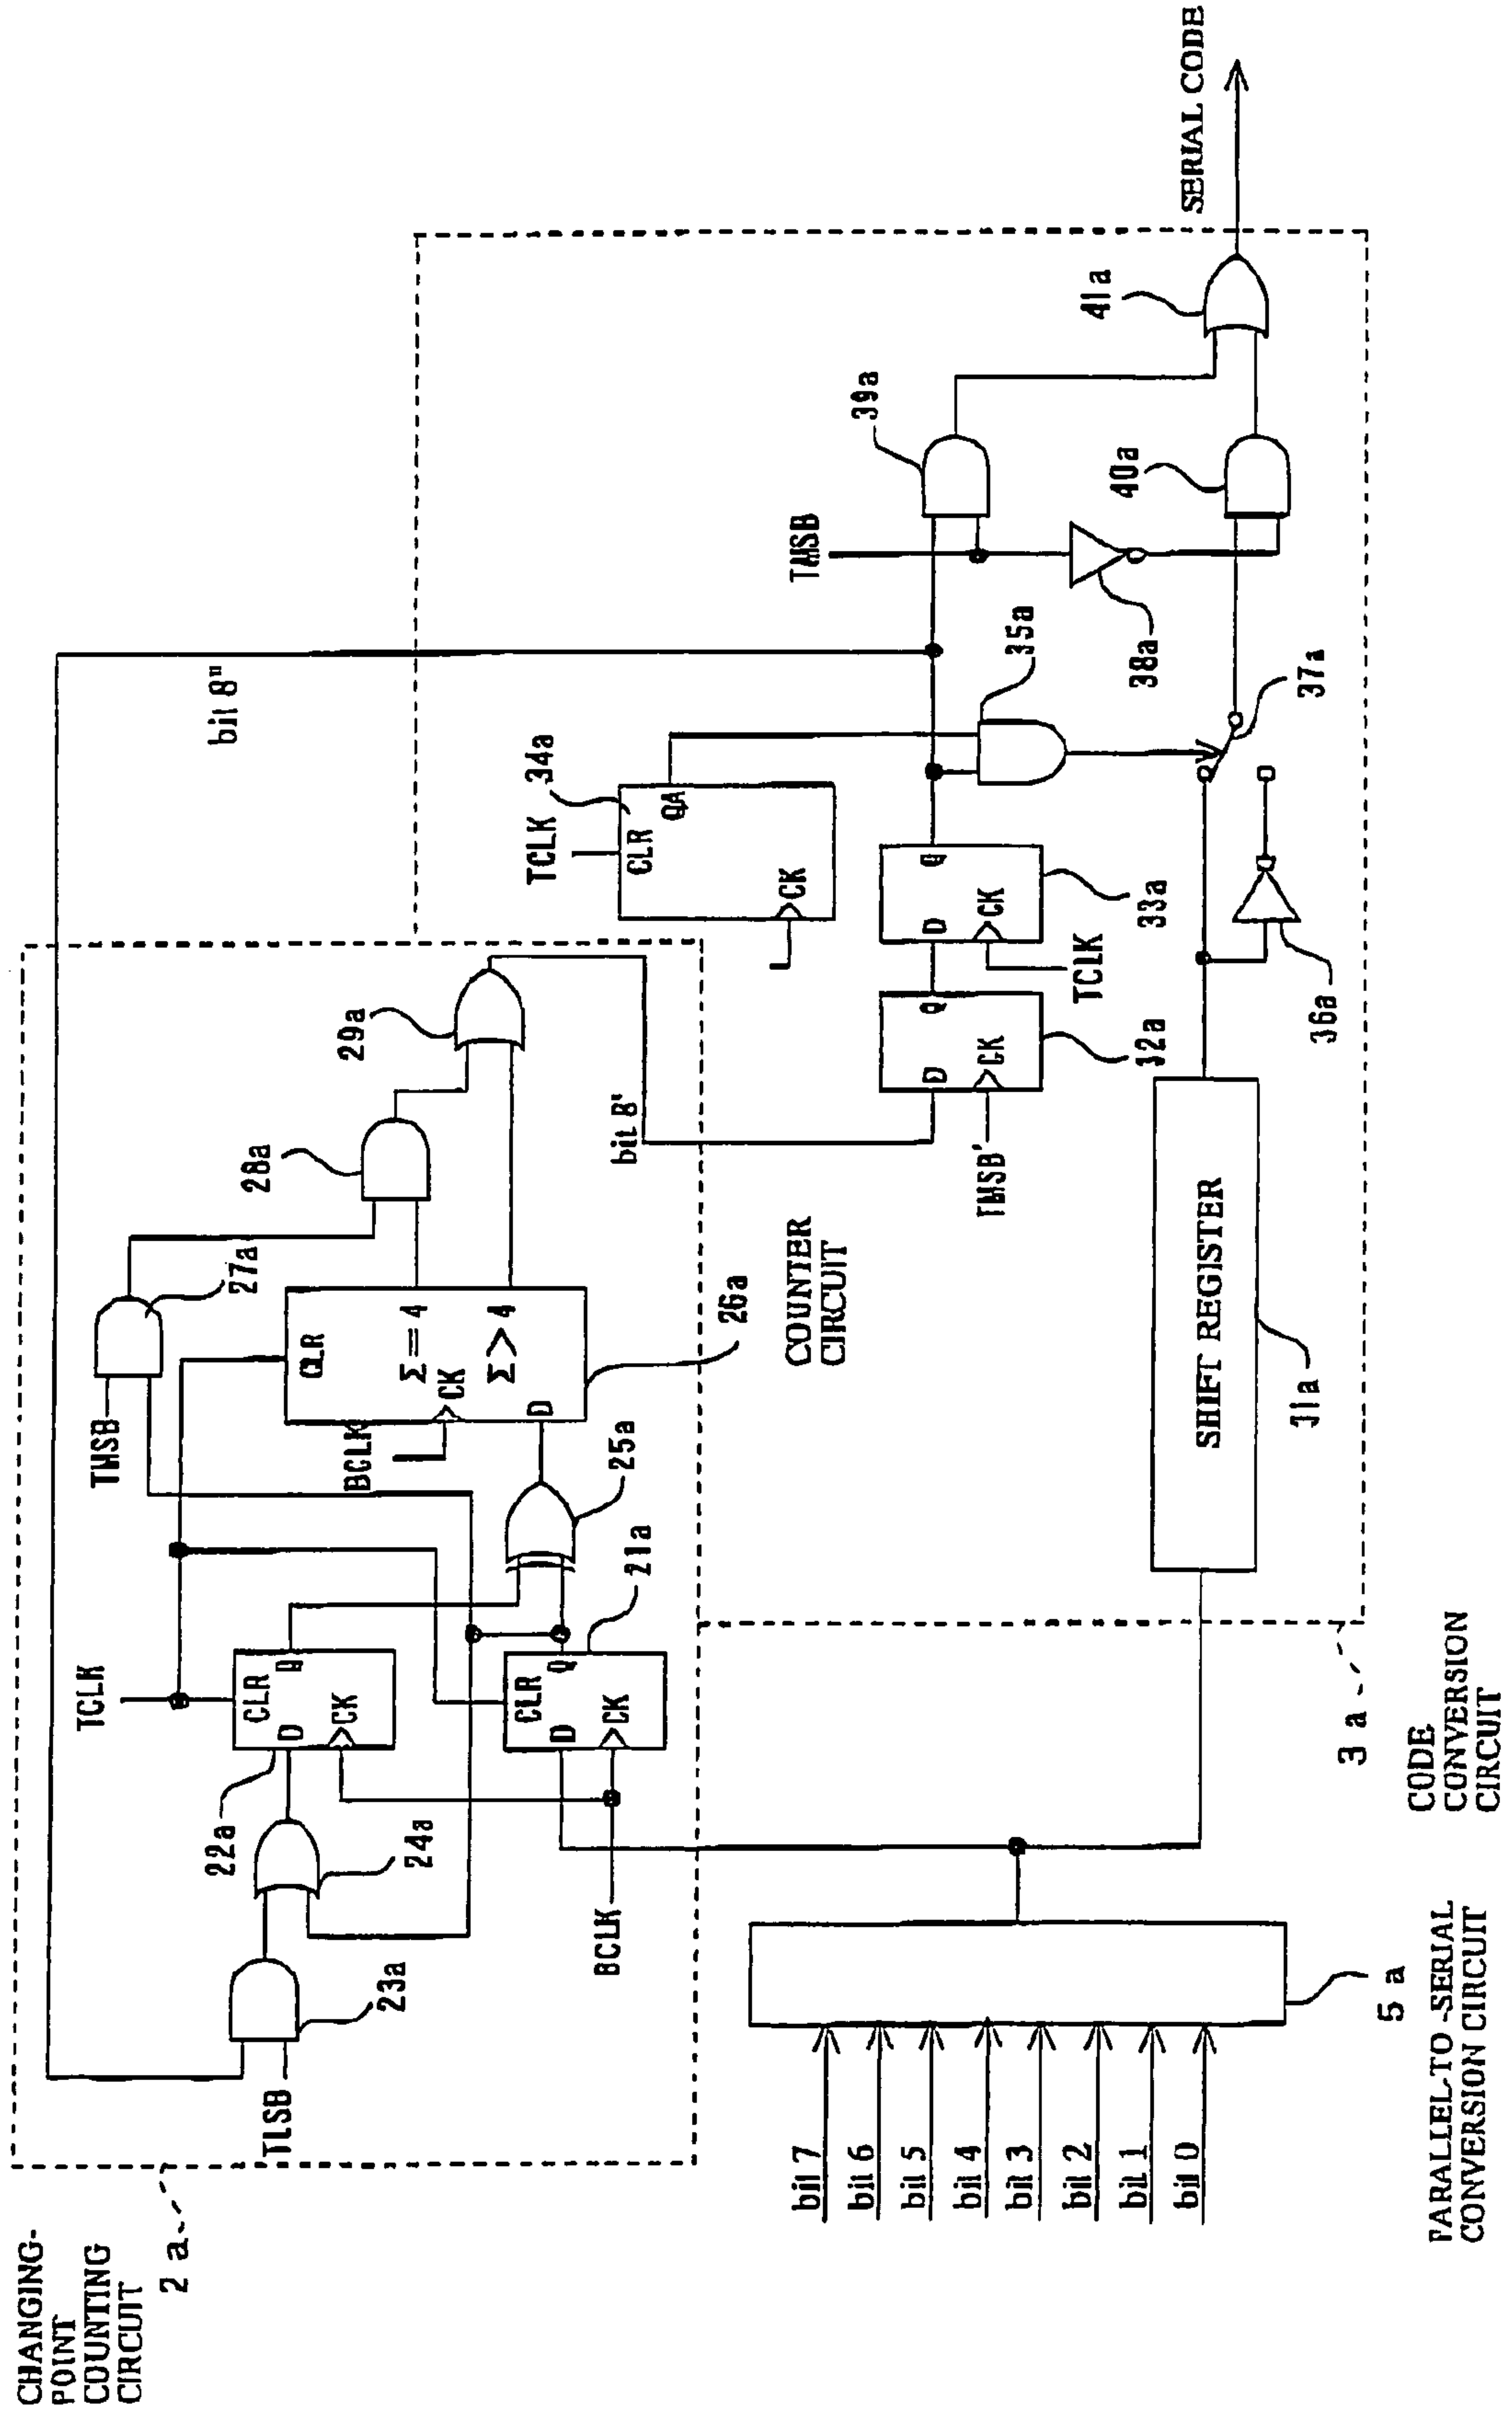 CHANGING-
POINT
COUNTING
CIRCUIT
2a
TLSB
23a
24a
22a
TCLK
CLR
D
CK
BCLK
CLR
D
Q
CK
21a
25a
BCLK
CLR
Σ=4
CK
Σ>4
D
26a
27a
28a
29a
bit 8'
bit 8"
COUNTER
CIRCUIT
TMSB'
D
Q
CK
32a
TCLK
D
Q
CK
33a
TCLK
34a
CLR
QA
CK
35a
TMSB
38a
39a
40a
41a
37a
36a
SHIFT REGISTER
31a
SERIAL CODE
3a
CODE
CONVERSION
CIRCUIT
bit 7
bit 6
bit 5
bit 4
bit 3
bit 2
bit 1
bit 0
5a
PARALLEL-TO-SERIAL
CONVERSION CIRCUIT